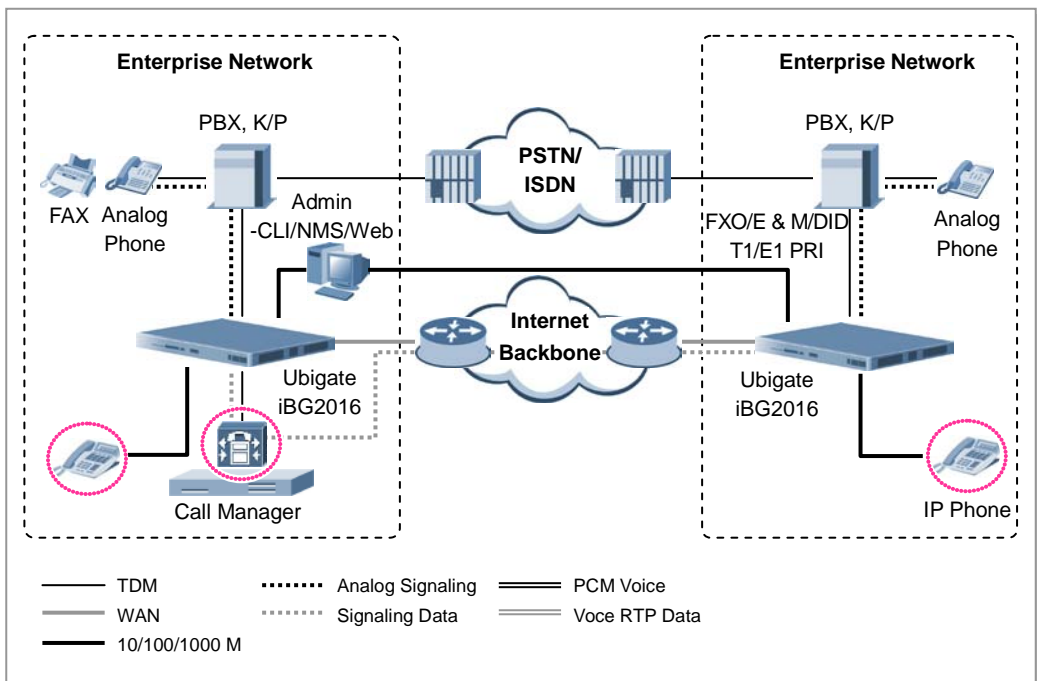 Enterprise Network
Enterprise Network
PBX, K/P
PBX, K/P
PSTN/
ISDN
FAX
Analog
Phone
Admin
-CLI/NMS/Web
FXO/E & M/DID
T1/E1 PRI
Analog
Phone
Internet
Backbone
Ubigate
iBG2016
Ubigate
iBG2016
Call Manager
IP Phone
TDM
Analog Signaling
PCM Voice
WAN
Signaling Data
Voce RTP Data
10/100/1000 M